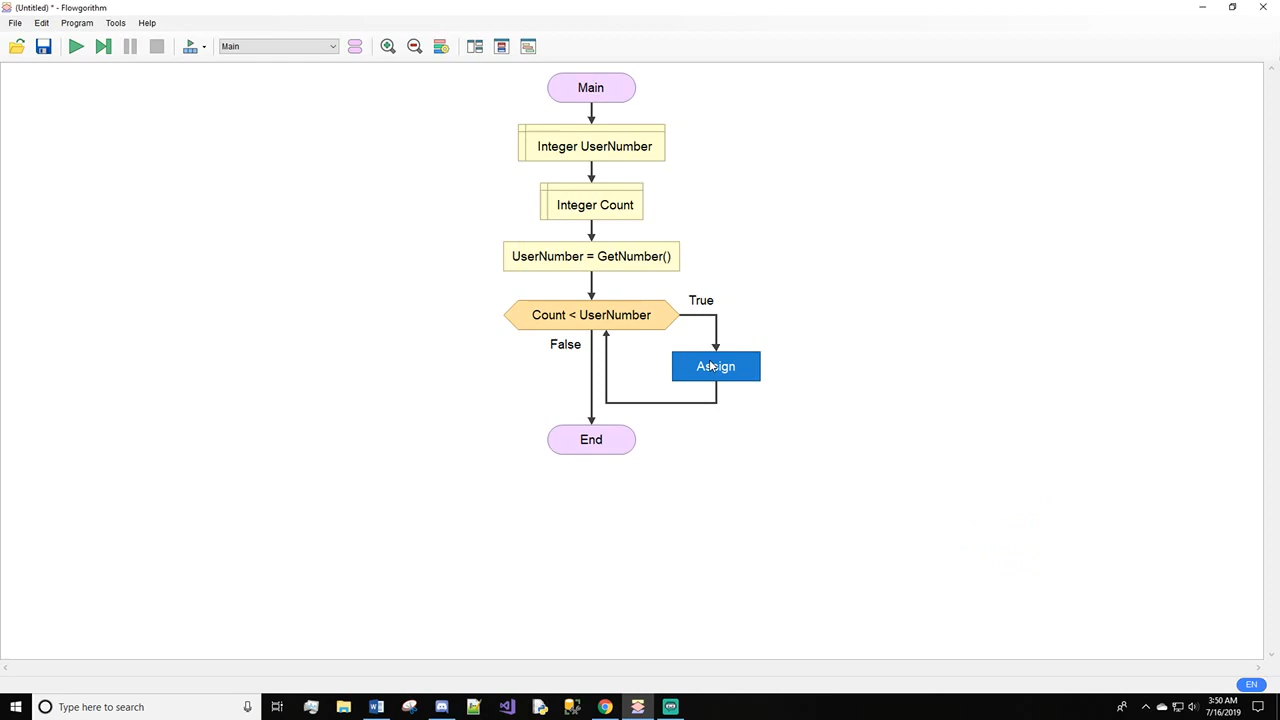 (Untitled) * - Flowgorithm
File Edit Program Tools Help
Main
Main
Integer UserNumber
Integer Count
UserNumber = GetNumber()
True
Count < UserNumber
False
Assign
End
EN
Type here to search
3:50 AM
7/16/2019